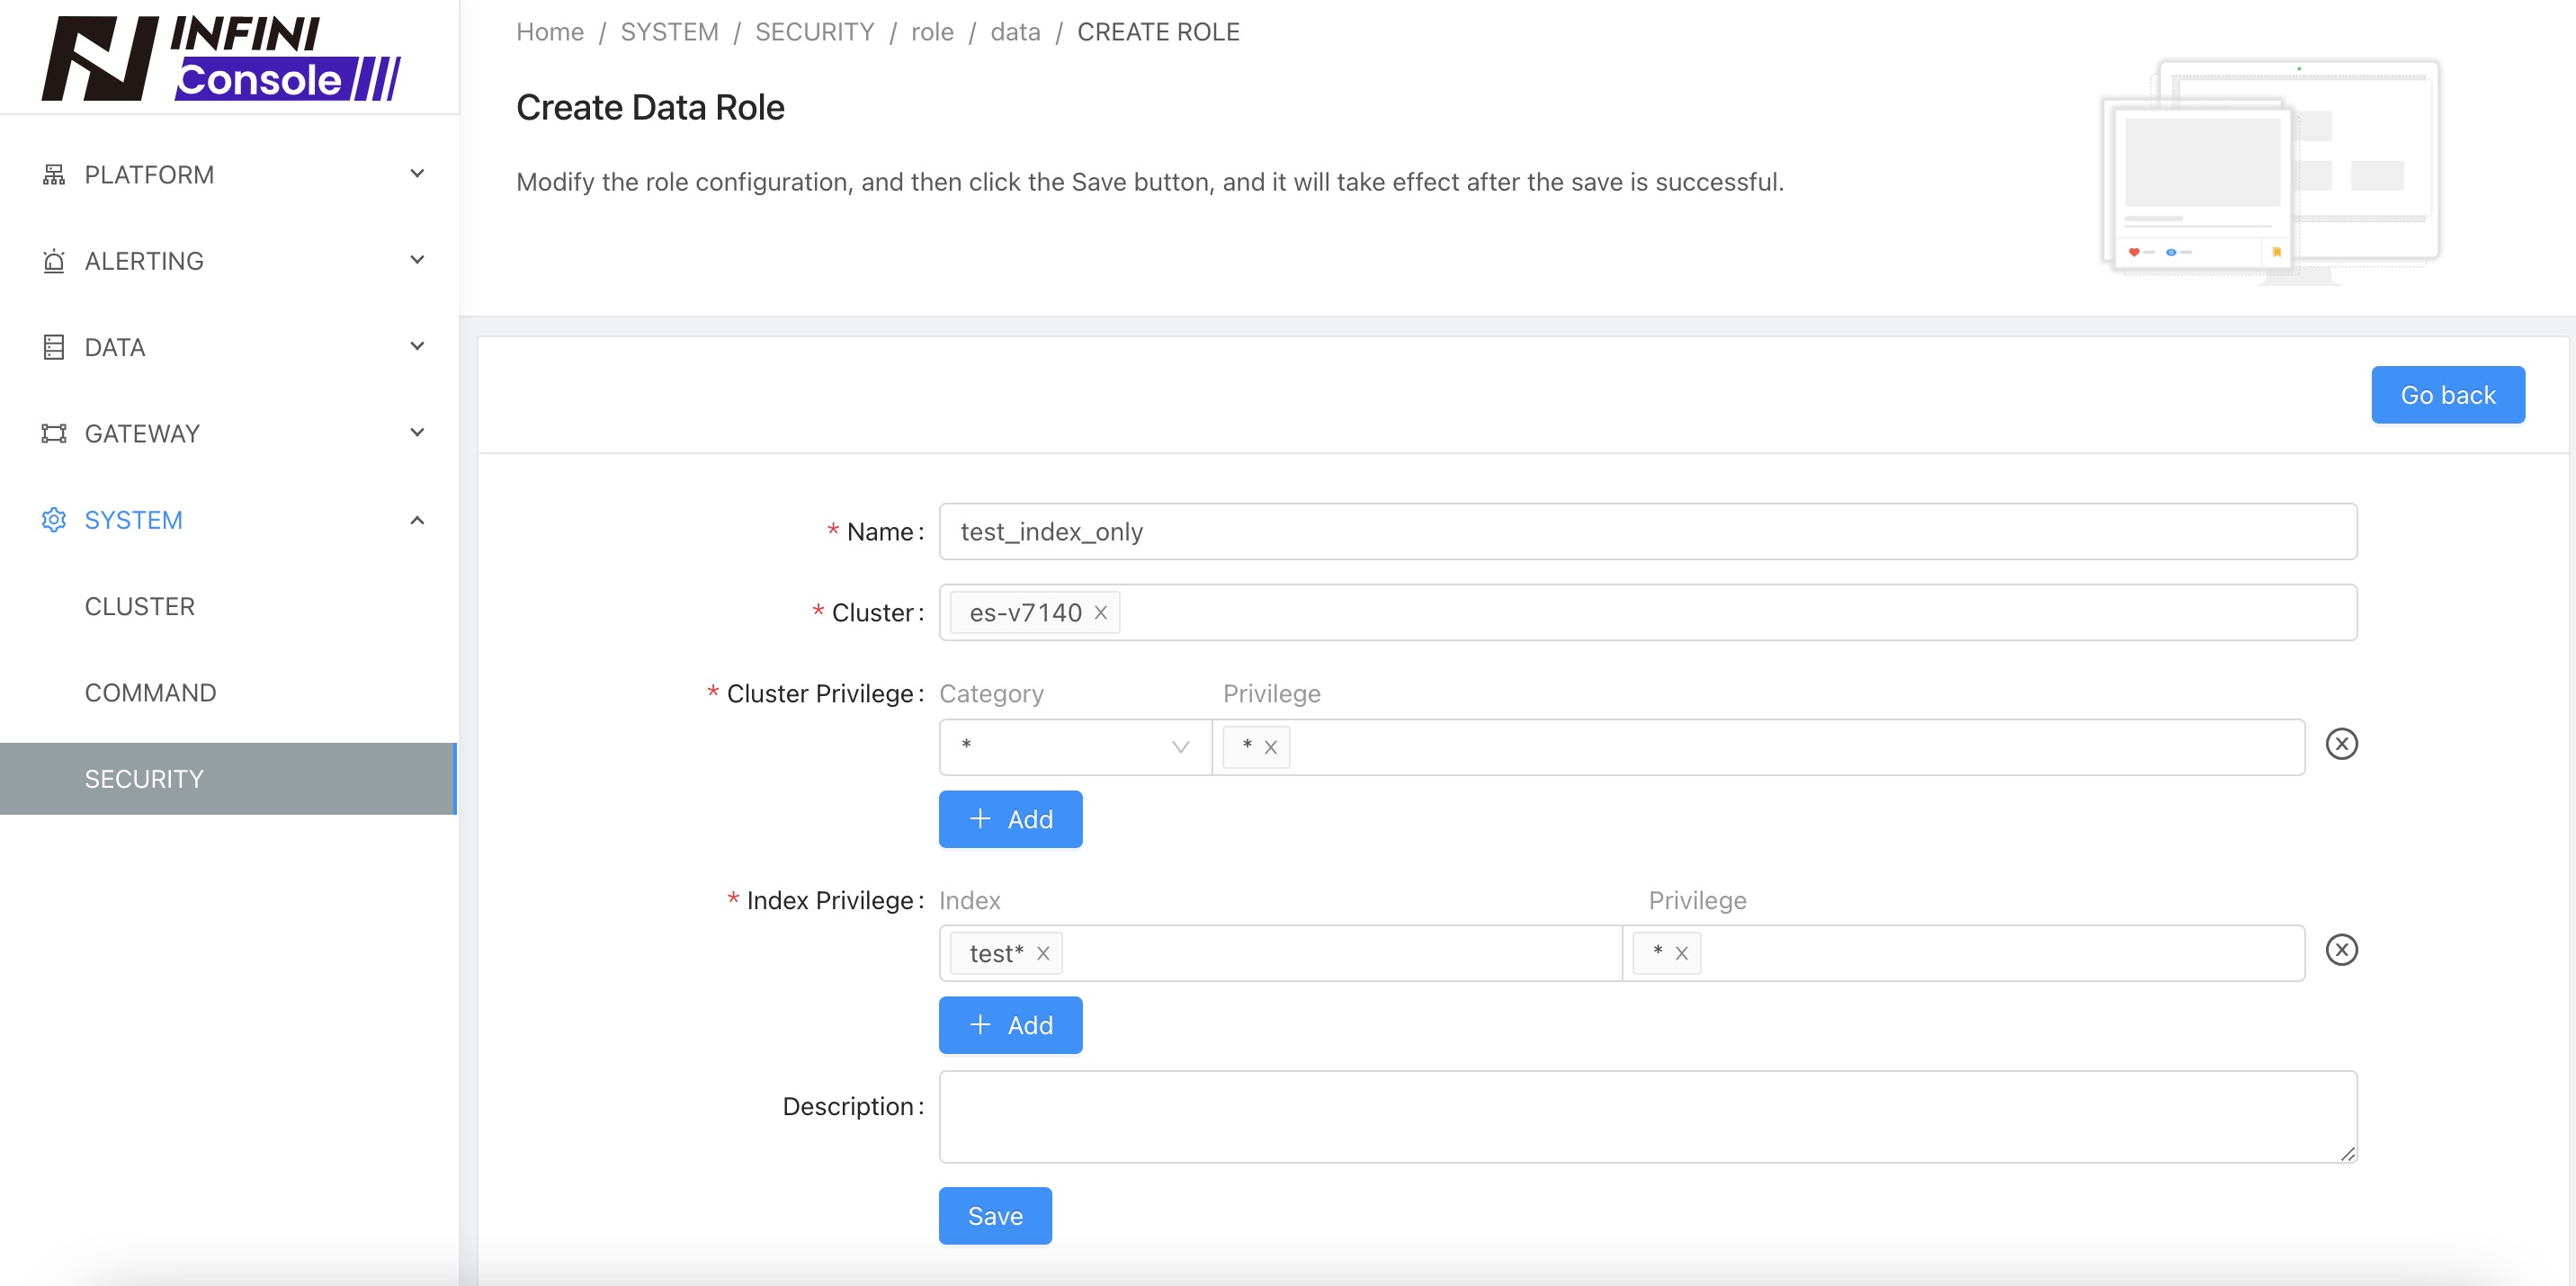 INFINI
Console
PLATFORM
ALERTING
DATA
GATEWAY
SYSTEM
CLUSTER
COMMAND
SECURITY
Home / SYSTEM / SECURITY / role / data / CREATE ROLE
Create Data Role
Modify the role configuration, and then click the Save button, and it will take effect after the save is successful.
Go back
* Name : test_index_only
* Cluster : es-v7140
* Cluster Privilege : Category Privilege
* *
+ Add
* Index Privilege : Index Privilege
test* *
+ Add
Description :
Save